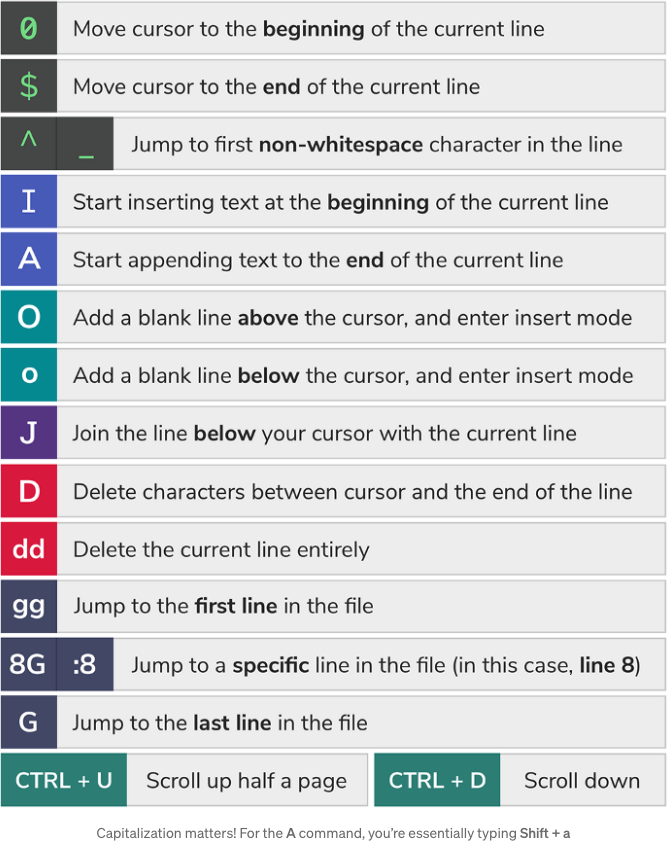 0 Move cursor to the beginning of the current line
$ Move cursor to the end of the current line
^ _ Jump to first non-whitespace character in the line
I Start inserting text at the beginning of the current line
A Start appending text to the end of the current line
O Add a blank line above the cursor, and enter insert mode
o Add a blank line below the cursor, and enter insert mode
J Join the line below your cursor with the current line
D Delete characters between cursor and the end of the line
dd Delete the current line entirely
gg Jump to the first line in the file
8G :8 Jump to a specific line in the file (in this case, line 8)
G Jump to the last line in the file
CTRL + U Scroll up half a page CTRL + D Scroll down
Capitalization matters! For the A command, you're essentially typing Shift + a